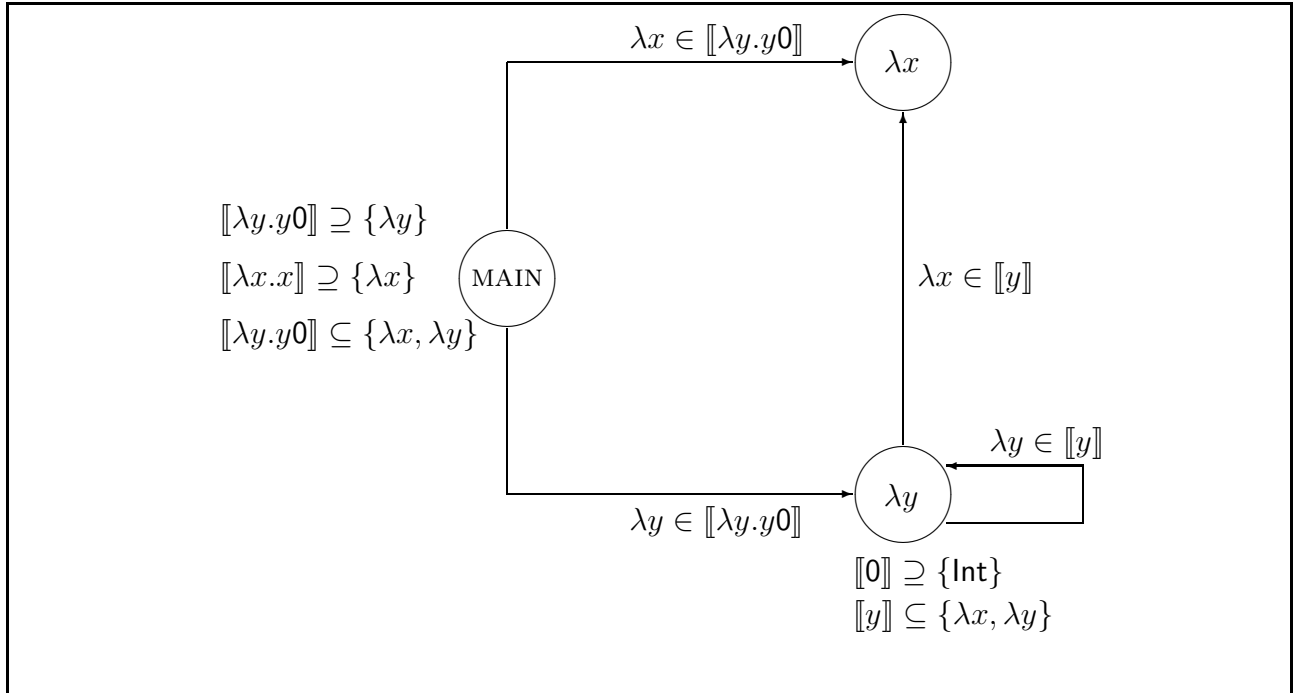 λx ∈ ⟦λy.y0⟧
λx
⟦λy.y0⟧ ⊇ {λy}
⟦λx.x⟧ ⊇ {λx}
MAIN
λx ∈ ⟦y⟧
⟦λy.y0⟧ ⊆ {λx, λy}
λy ∈ ⟦y⟧
λy
λy ∈ ⟦λy.y0⟧
⟦0⟧ ⊇ {Int}
⟦y⟧ ⊆ {λx, λy}